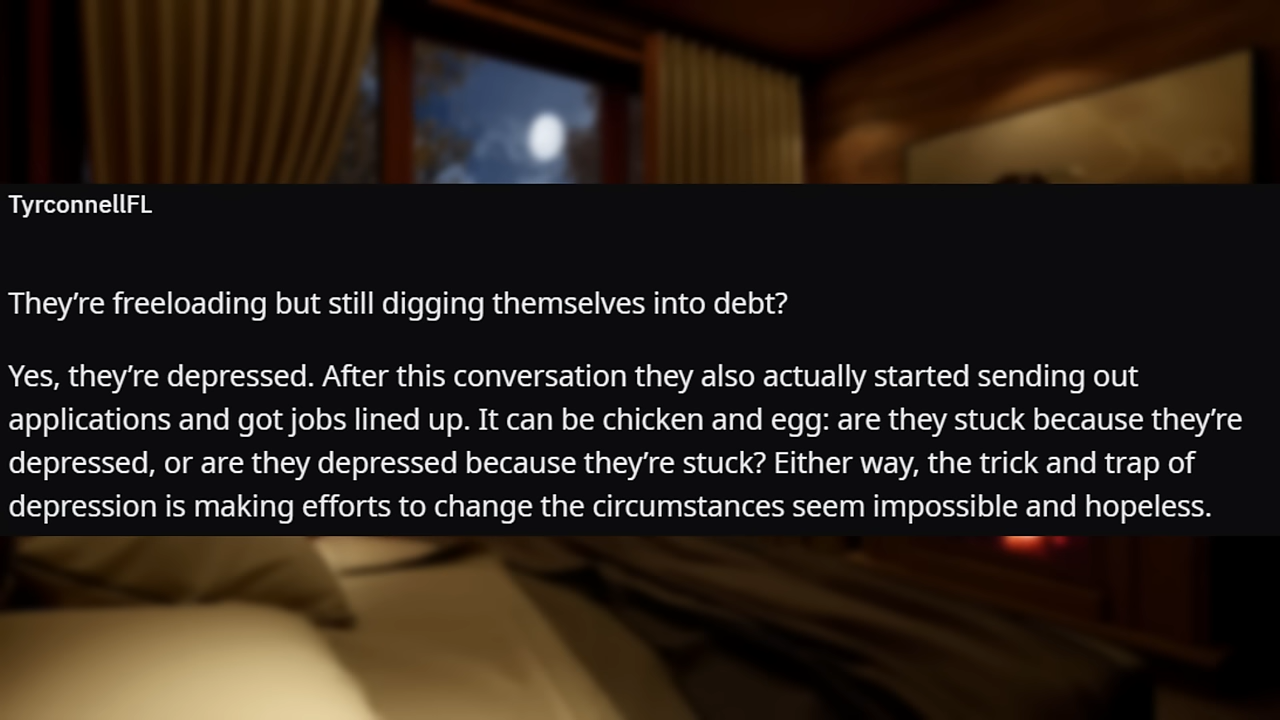 TyrconnellFL
They’re freeloading but still digging themselves into debt?
Yes, they’re depressed. After this conversation they also actually started sending out
applications and got jobs lined up. It can be chicken and egg: are they stuck because they’re
depressed, or are they depressed because they’re stuck? Either way, the trick and trap of
depression is making efforts to change the circumstances seem impossible and hopeless.